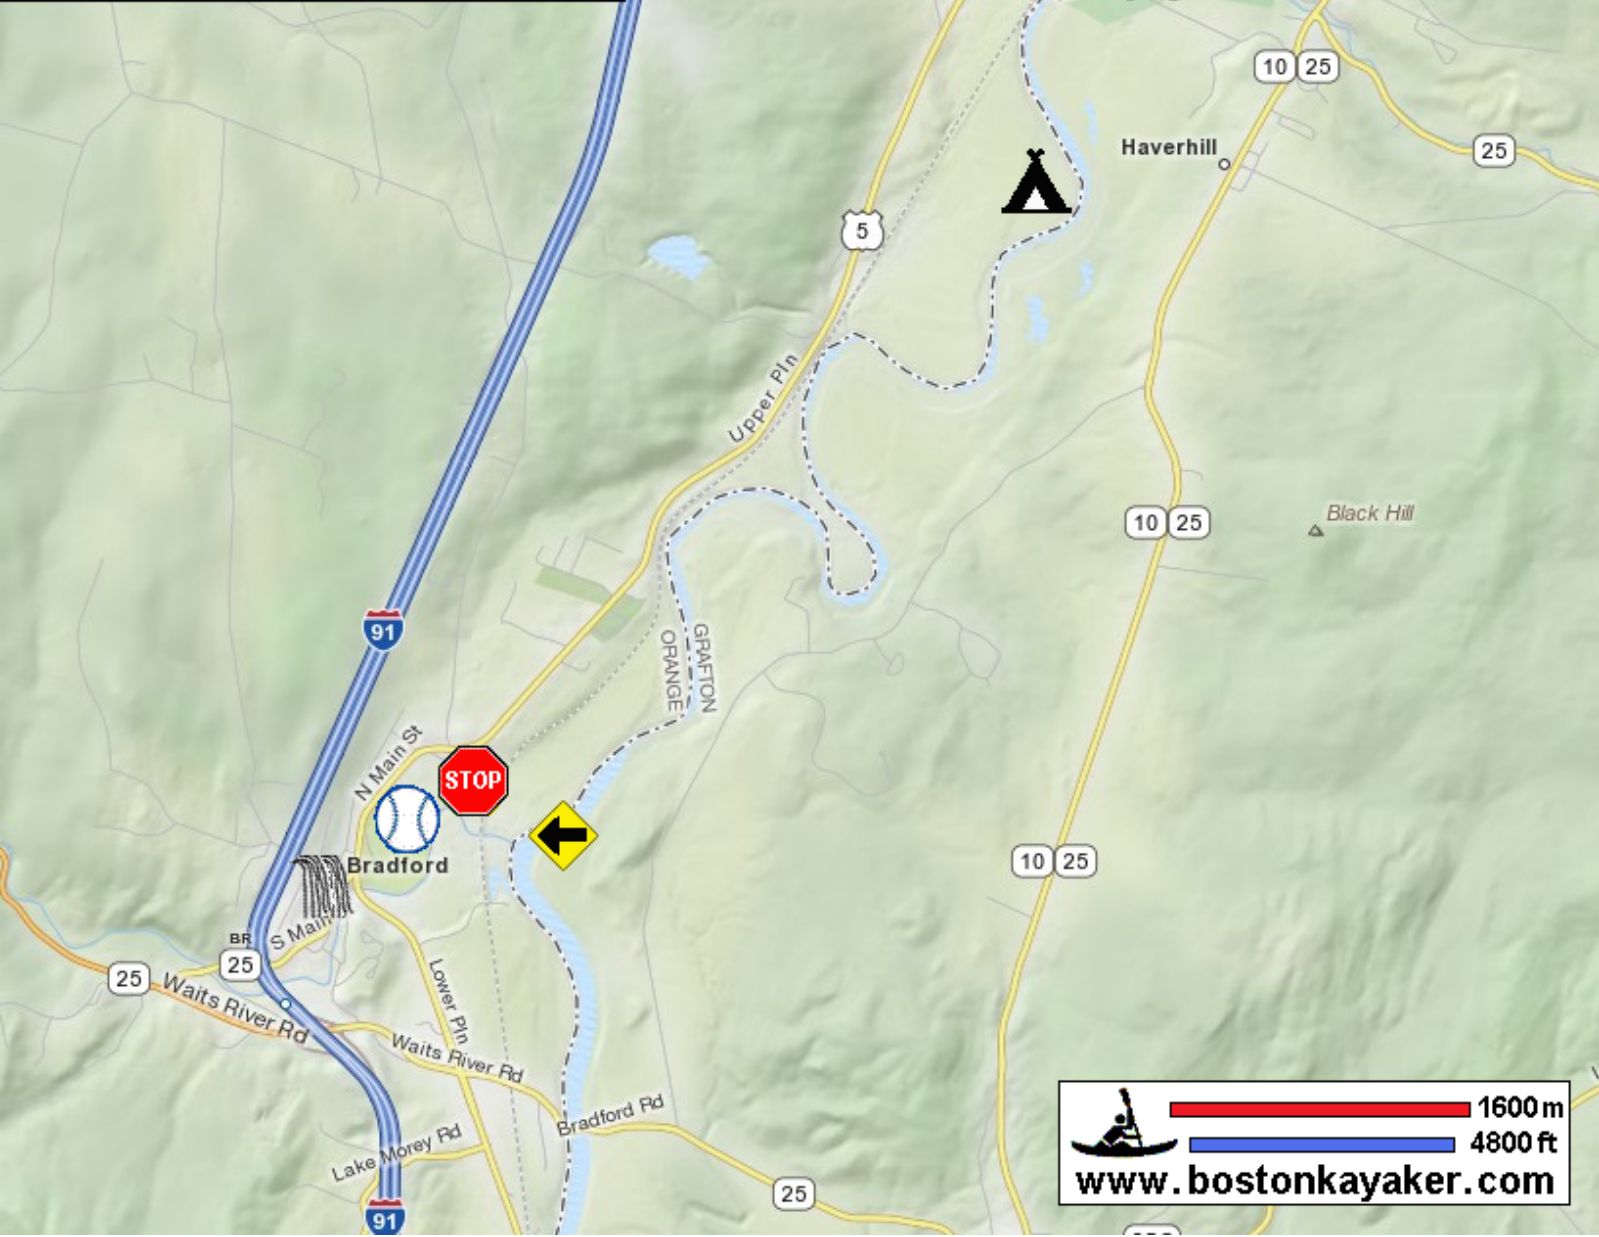 10 25
Haverhill
25
5
Upper Pln
Black Hill
10 25
91
GRAFTON
ORANGE
N Main St
STOP
Bradford
10 25
S Main
BR
25
25
Waits River Rd
Lower Pln
Waits River Rd
Bradford Rd
Lake Morey Rd
25
91
1600 m
4800 ft
www.bostonkayaker.com